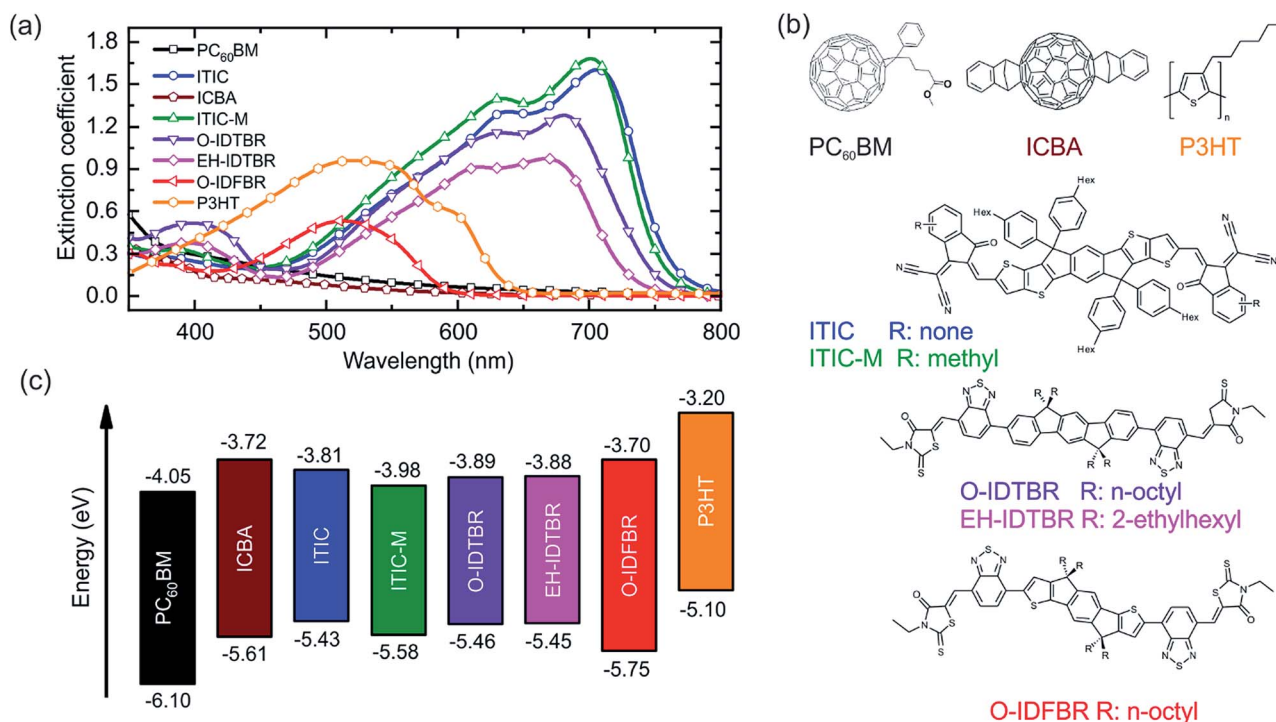 (a)
Extinction coefficient
1.8
1.5
1.2
0.9
0.6
0.3
0.0
PC60BM
ITIC
ICBA
ITIC-M
O-IDTBR
EH-IDTBR
O-IDFBR
P3HT
400 500 600 700 800
Wavelength (nm)
(b)
O
O
S
n
PC60BM ICBA P3HT
Hex
Hex
R
O
NC
CN
S
S
S
S
CN
CN
O
R
Hex
Hex
ITIC R: none
ITIC-M R: methyl
S
N N
R R
O
N
S
S
R R
S
N
O
N N
S
O-IDTBR R: n-octyl
EH-IDTBR R: 2-ethylhexyl
S
N N
R R
O
N
S
S
S
S
R R
S
S
N
O
N N
S
O-IDFBR R: n-octyl
(c)
Energy (eV)
-4.05
PC60BM
-6.10
-3.72
ICBA
-5.61
-3.81
ITIC
-5.43
-3.98
ITIC-M
-5.58
-3.89
O-IDTBR
-5.46
-3.88
EH-IDTBR
-5.45
-3.70
O-IDFBR
-5.75
-3.20
P3HT
-5.10